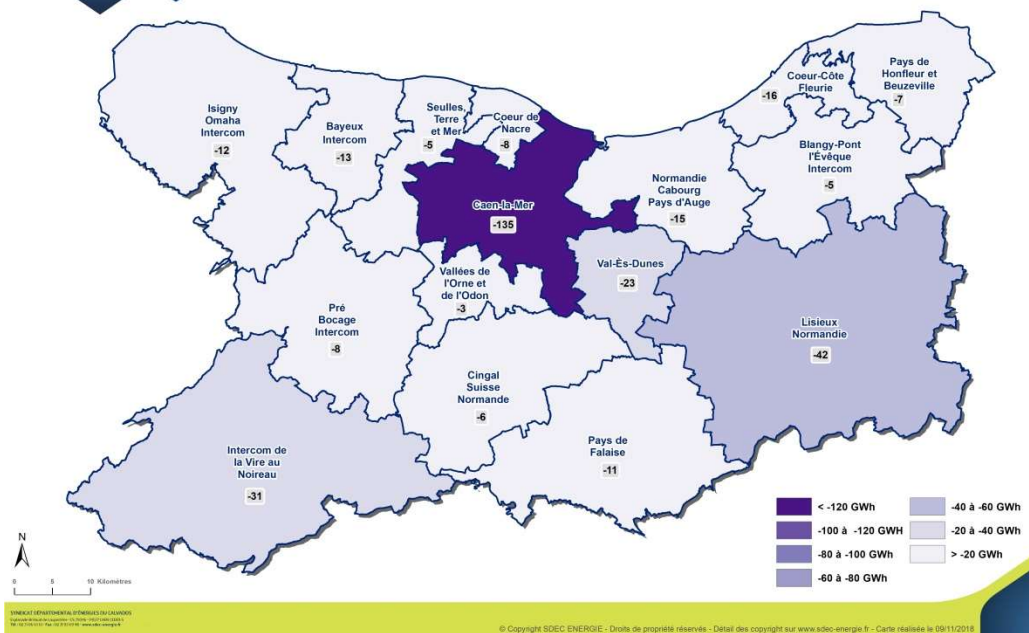 Isigny
Omaha
Intercom
-12
Bayeux
Intercom
-13
Seulles,
Terre
et Mer
-5
Coeur de
Nacre
-8
Caen-la-Mer
-135
Coeur-Côte
Fleurie
-16
Pays de
Honfleur et
Beuzeville
-7
Blangy-Pont
l'Évêque
Intercom
-5
Normandie
Cabourg
Pays d'Auge
-15
Val-Ès-Dunes
-23
Vallées de
l'Orne et
de l'Odon
-3
Pré
Bocage
Intercom
-8
Lisieux
Normandie
-42
Cingal
Suisse
Normande
-6
Pays de
Falaise
-11
Intercom de
la Vire au
Noireau
-31
N
0 5 10 Kilomètres
< -120 GWh
-100 à -120 GWH
-80 à -100 GWh
-60 à -80 GWh
-40 à -60 GWh
-20 à -40 GWh
> -20 GWh
SYNDICAT DÉPARTEMENTAL D'ÉNERGIES DU CALVADOS
© Copyright SDEC ENERGIE - Droits de propriété réservés - Détail des copyright sur www.sdec-energie.fr - Carte réalisée le 09/11/2018